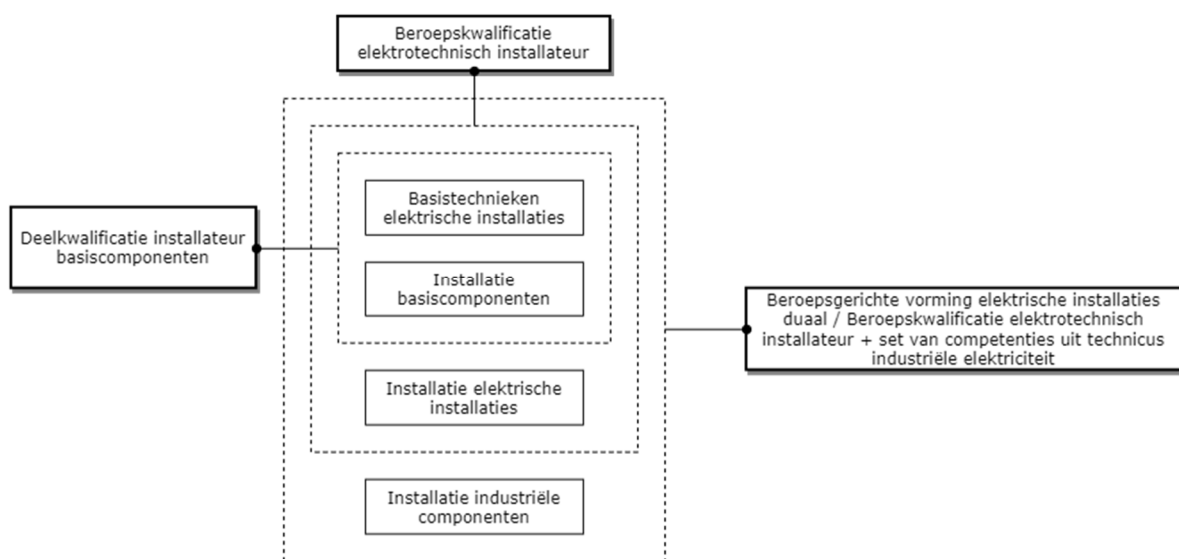 Beroepskwalificatie
elektrotechnisch installateur
Basistechnieken
elektrische installaties
Deelkwalificatie installateur
basiscomponenten
Installatie
basiscomponenten
Beroepsgerichte vorming elektrische installaties
duaal / Beroepskwalificatie elektrotechnisch
installateur + set van competenties uit technicus
industriële elektriciteit
Installatie elektrische
installaties
Installatie industriële
componenten